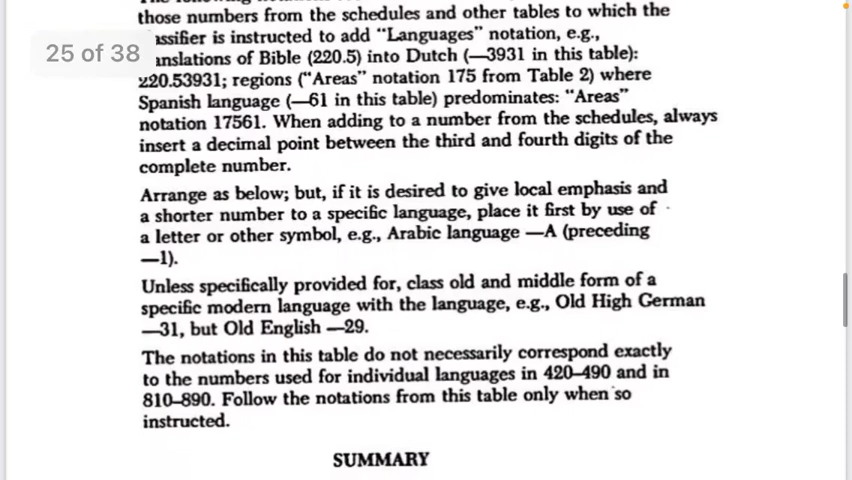 those numbers from the schedules and other tables to which the
25 of 38
is instructed to add "Languages" notation, e.g.,
of Bible (220.5) into Dutch (—3931 in this table):
220.53931; regions ("Areas" notation 175 from Table 2) where
Spanish language (—61 in this table) predominates: "Areas"
notation 17561. When adding to a number from the schedules, always
insert a decimal point between the third and fourth digits of the
complete number.
Arrange as below; but, if it is desired to give local emphasis and
a shorter number to a specific language, place it first by use of
a letter or other symbol, e.g., Arabic language —A (preceding
—1).
Unless specifically provided for, class old and middle form of a
specific modern language with the language, e.g., Old High German
—31, but Old English —29.
The notations in this table do not necessarily correspond exactly
to the numbers used for individual languages in 420–490 and in
810–890. Follow the notations from this table only when so
instructed.
SUMMARY